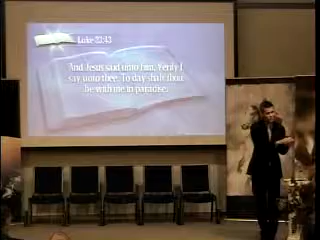 Luke 23:43
And Jesus said unto him, Verily I
say unto thee, To day shalt thou
be with me in paradise.